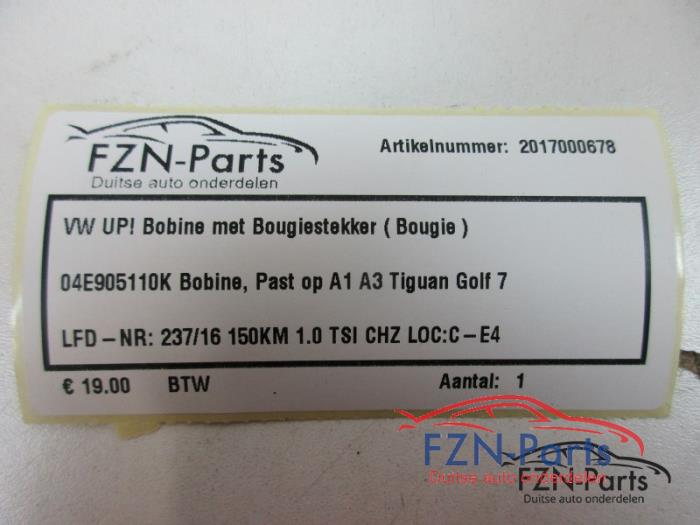 FZN-Parts
Duitse auto onderdelen
Artikelnummer: 2017000678
VW UP! Bobine met Bougiestekker ( Bougie )
04E905110K Bobine, Past op A1 A3 Tiguan Golf 7
LFD-NR: 237/16 150KM 1.0 TSI CHZ LOC:C-E4
€ 19.00 BTW Aantal: 1
FZN-Parts
Duitse auto onderdelen
FZN-Parts
Duitse auto onderdelen